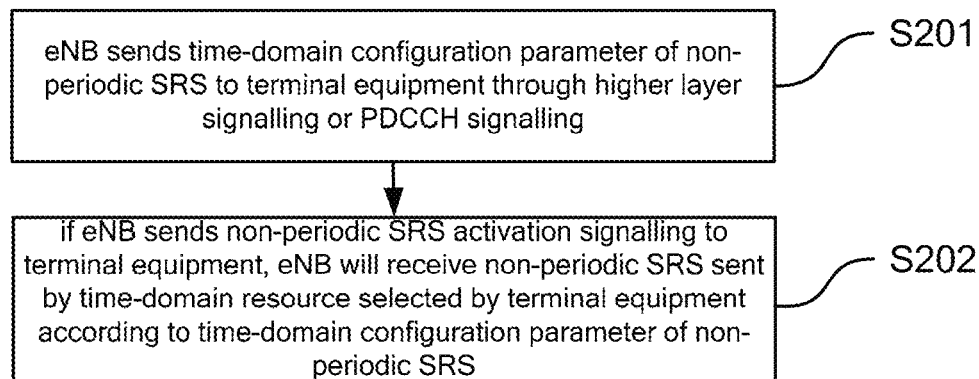 eNB sends time-domain configuration parameter of non-
periodic SRS to terminal equipment through higher layer
signalling or PDCCH signalling
S201
if eNB sends non-periodic SRS activation signalling to
terminal equipment, eNB will receive non-periodic SRS sent
by time-domain resource selected by terminal equipment
according to time-domain configuration parameter of non-
periodic SRS
S202